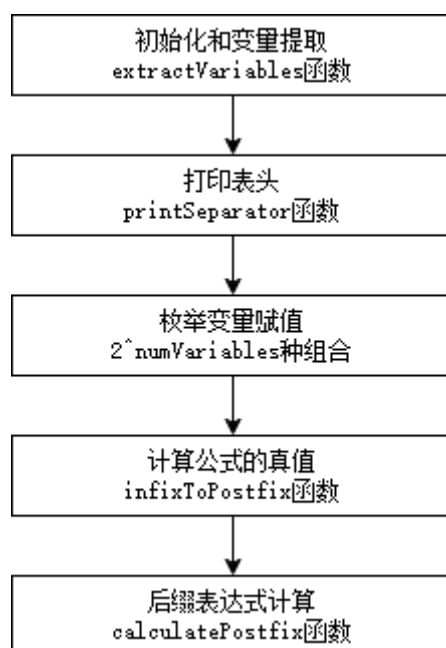 初始化和变量提取
extractVariables函数
打印表头
printSeparator函数
枚举变量赋值
2^numVariables种组合
计算公式的真值
infixToPostfix函数
后缀表达式计算
calculatePostfix函数